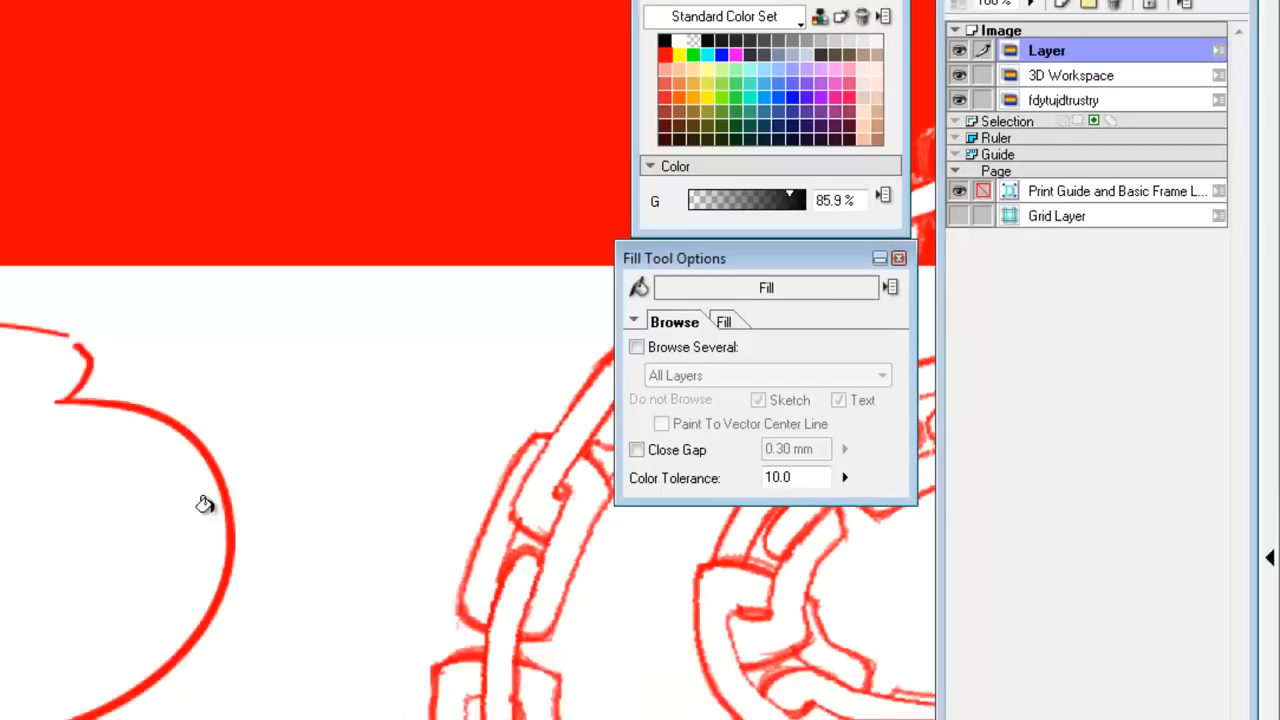 100 %
Standard Color Set
Color
G 85.9 %
Fill Tool Options
Fill
Browse Fill
Browse Several:
All Layers
Do not Browse Sketch Text
Paint To Vector Center Line
Close Gap 0.30 mm
Color Tolerance: 10.0
Image
Layer
3D Workspace
fdytujdtrustry
Selection
Ruler
Guide
Page
Print Guide and Basic Frame L...
Grid Layer